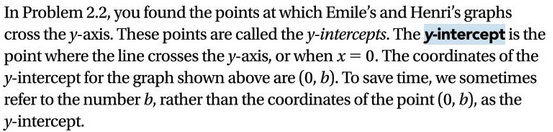 In Problem 2.2, you found the points at which Emile's and Henri's graphs
cross the y-axis. These points are called the y-intercepts. The y-intercept is the
point where the line crosses the y-axis, or when x = 0. The coordinates of the
y-intercept for the graph shown above are (0, b). To save time, we sometimes
refer to the number b, rather than the coordinates of the point (0, b), as the
y-intercept.